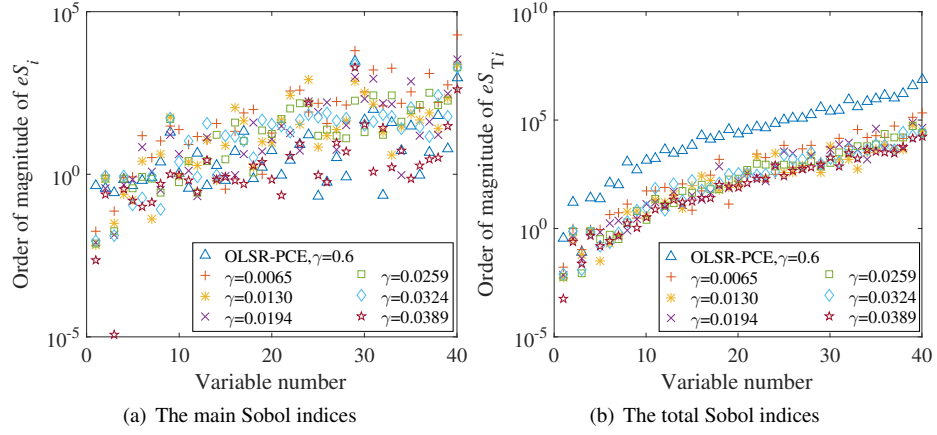 Order of magnitude of eS_i
10^5
10^0
10^-5
0
10
20
30
40
Variable number
OLSR-PCE,γ=0.6
γ=0.0065
γ=0.0130
γ=0.0194
γ=0.0259
γ=0.0324
γ=0.0389
(a) The main Sobol indices
Order of magnitude of eS_Ti
10^10
10^5
10^0
10^-5
0
10
20
30
40
Variable number
OLSR-PCE,γ=0.6
γ=0.0065
γ=0.0130
γ=0.0194
γ=0.0259
γ=0.0324
γ=0.0389
(b) The total Sobol indices